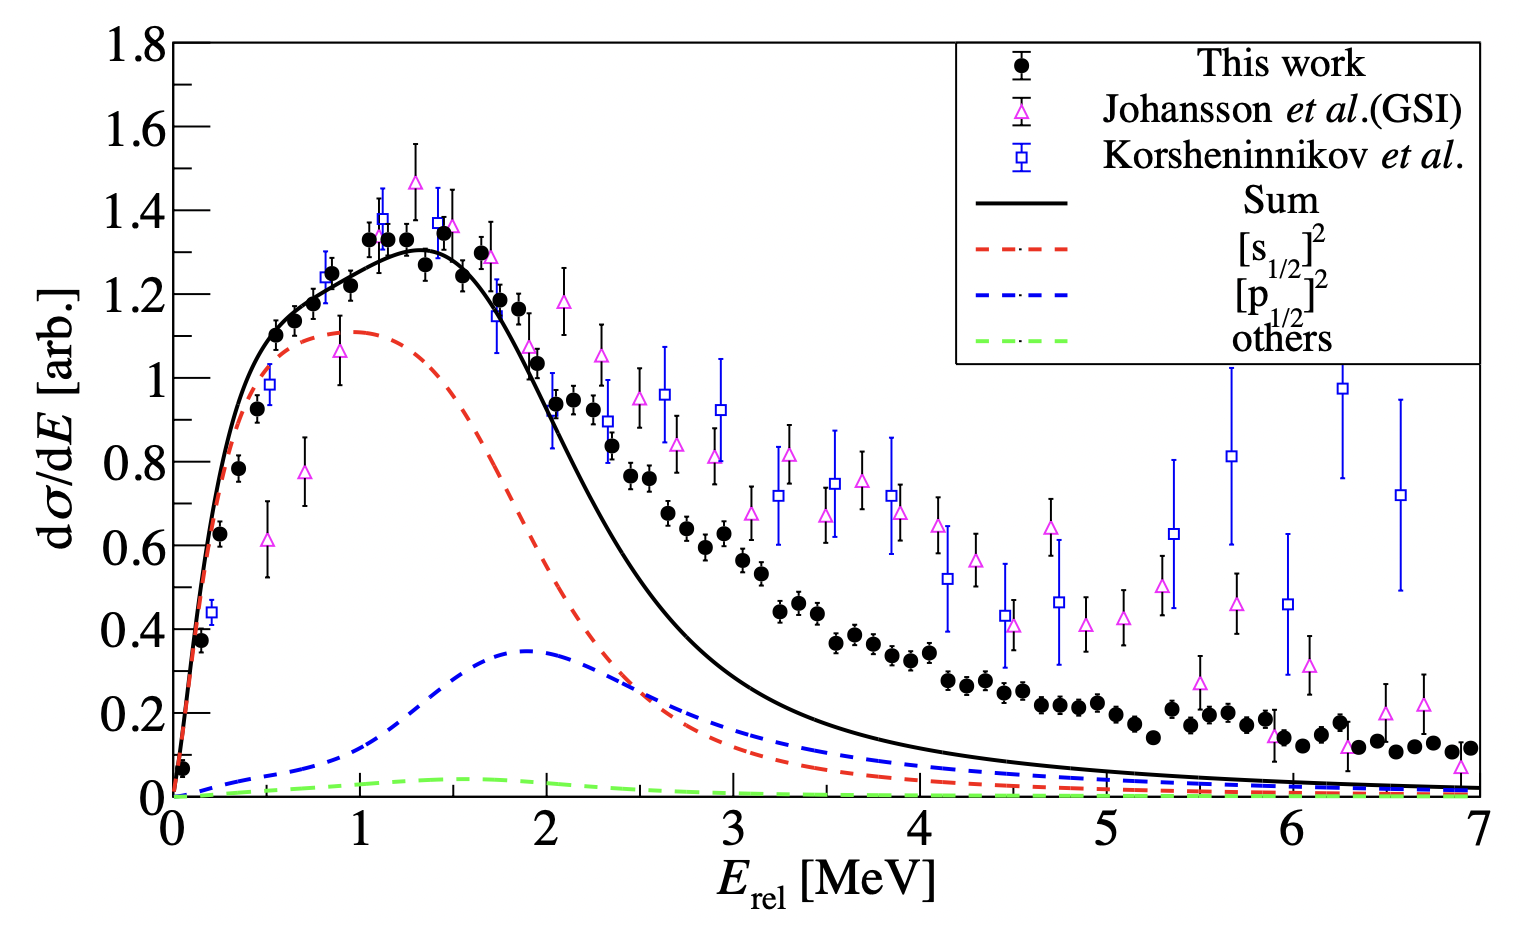 1.8
1.6
1.4
1.2
1
0.8
0.6
0.4
0.2
0
dσ/dE [arb.]
This work
Johansson et al.(GSI)
Korsheninnikov et al.
Sum
[s1/2]2
[p1/2]2
others
0 1 2 3 4 5 6 7
Erel [MeV]